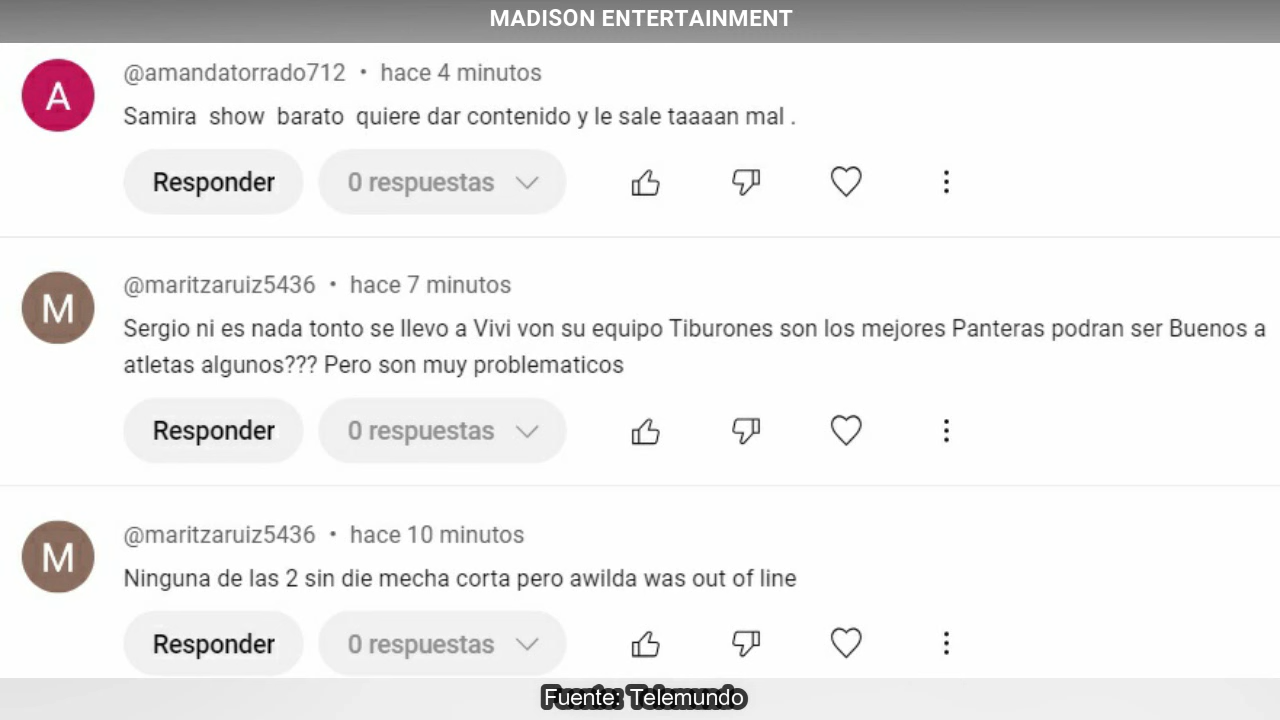 MADISON ENTERTAINMENT
A
@amandatorrado712 • hace 4 minutos
Samira show barato quiere dar contenido y le sale taaaan mal .
Responder 0 respuestas
M
@maritzaruiz5436 • hace 7 minutos
Sergio ni es nada tonto se llevo a Vivi von su equipo Tiburones son los mejores Panteras podran ser Buenos a
atletas algunos??? Pero son muy problematicos
Responder 0 respuestas
M
@maritzaruiz5436 • hace 10 minutos
Ninguna de las 2 sin die mecha corta pero awilda was out of line
Responder 0 respuestas
Fuente: Telemundo